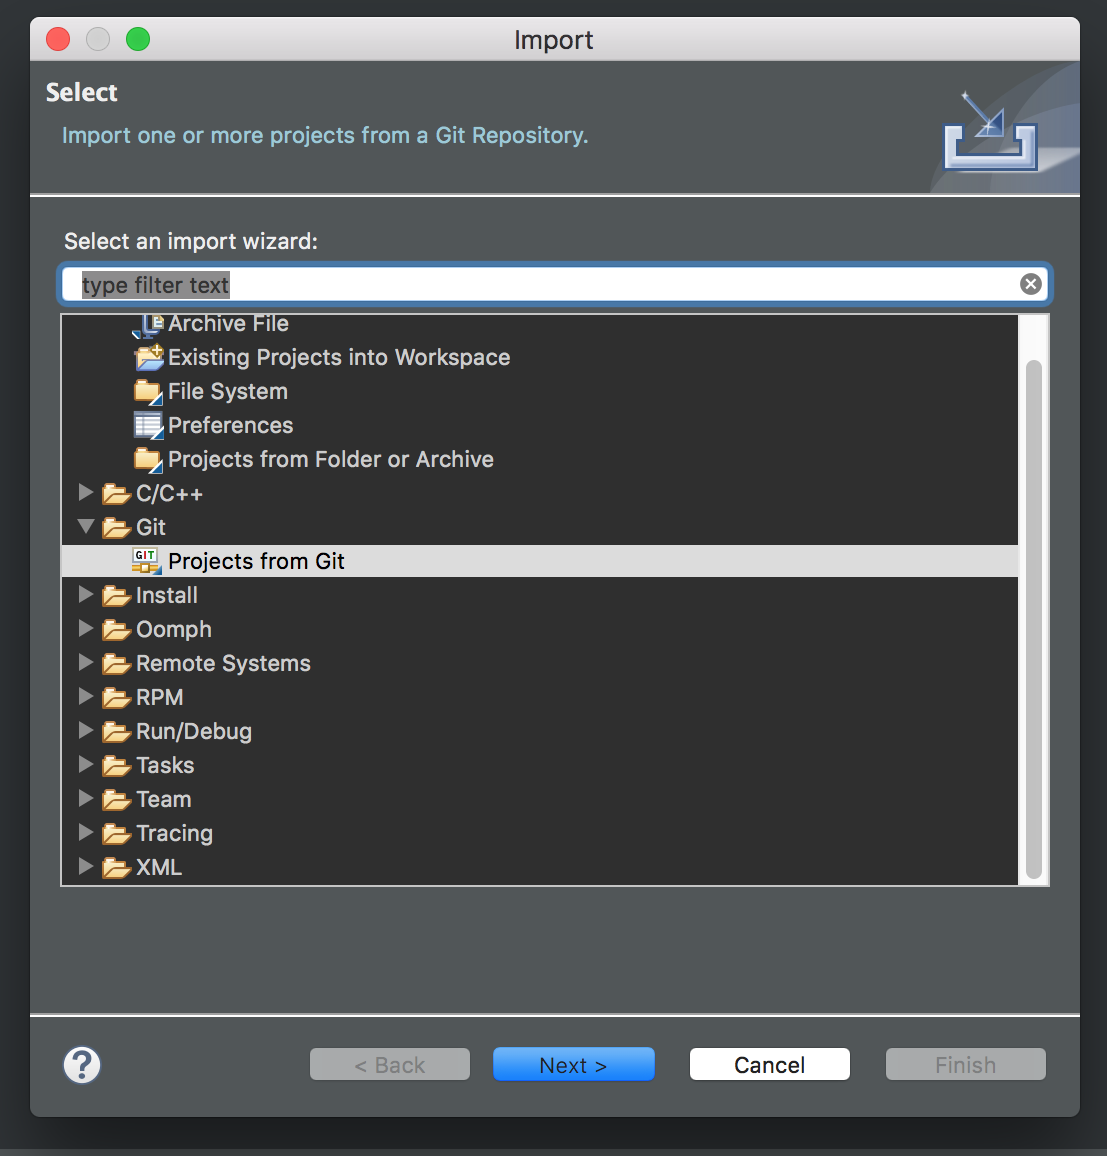 Import
Select
Import one or more projects from a Git Repository.
Select an import wizard:
type filter text
Archive File
Existing Projects into Workspace
File System
Preferences
Projects from Folder or Archive
C/C++
Git
GIT Projects from Git
Install
Oomph
Remote Systems
RPM
Run/Debug
Tasks
Team
Tracing
XML
? < Back Next > Cancel Finish